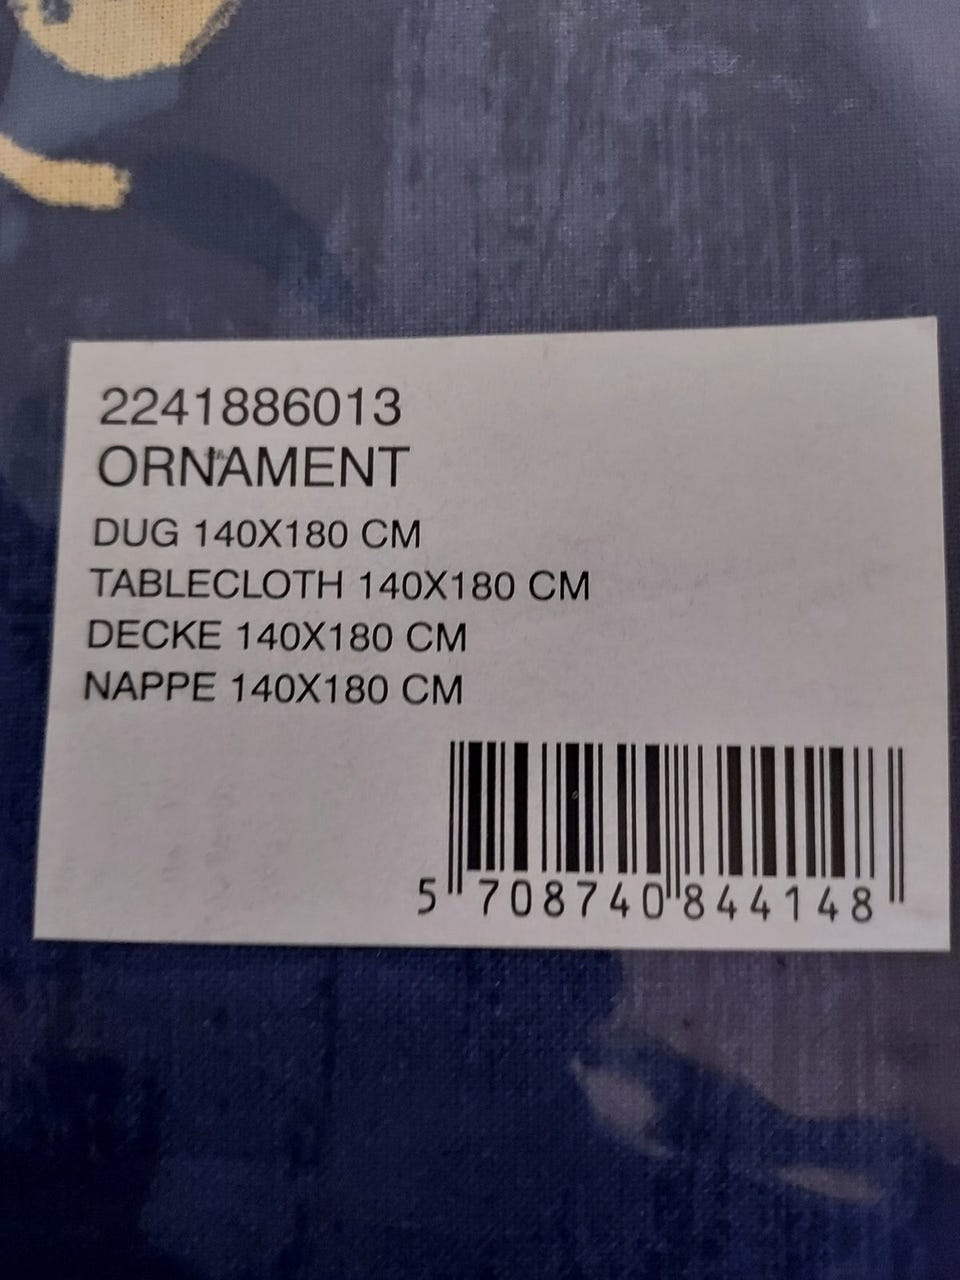 2241886013
ORNAMENT
DUG 140X180 CM
TABLECLOTH 140X180 CM
DECKE 140X180 CM
NAPPE 140X180 CM
5 708740 844148